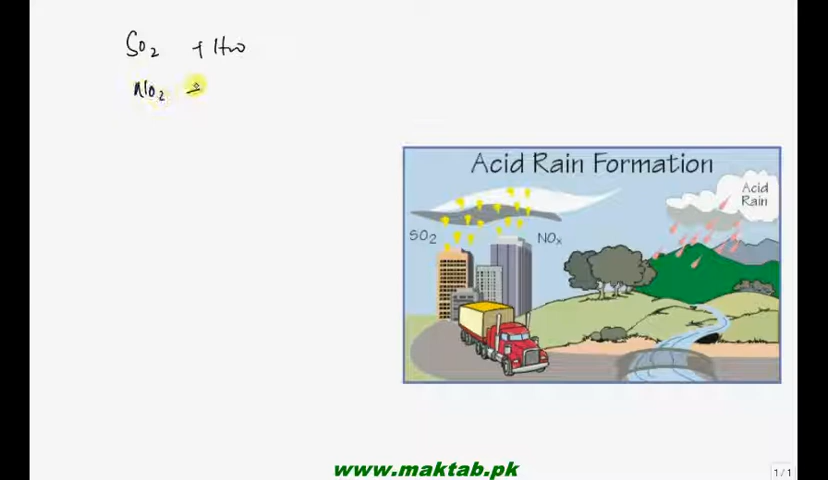 SO2 + H2O
NO2 +
Acid Rain Formation
Acid
Rain
SO2
NOx
www.maktab.pk
1 / 1